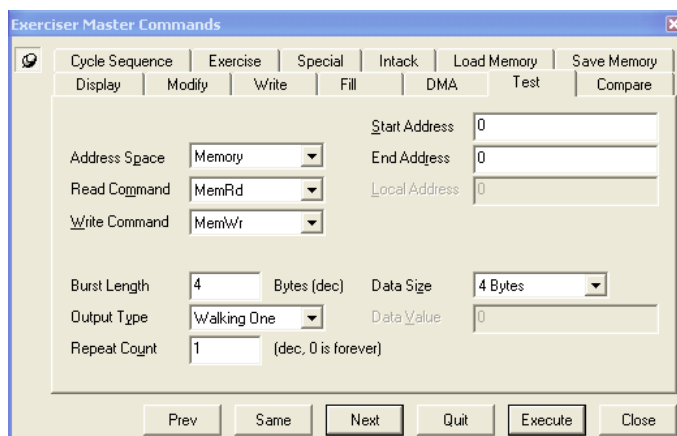 Exerciser Master Commands
Cycle Sequence Exercise Special Intack Load Memory Save Memory
Display Modify Write Fill DMA Test Compare
Start Address 0
Address Space Memory End Address 0
Read Command MemRd Local Address 0
Write Command MemWr
Burst Length 4 Bytes (dec) Data Size 4 Bytes
Output Type Walking One Data Value 0
Repeat Count 1 (dec, 0 is forever)
Prev Same Next Quit Execute Close